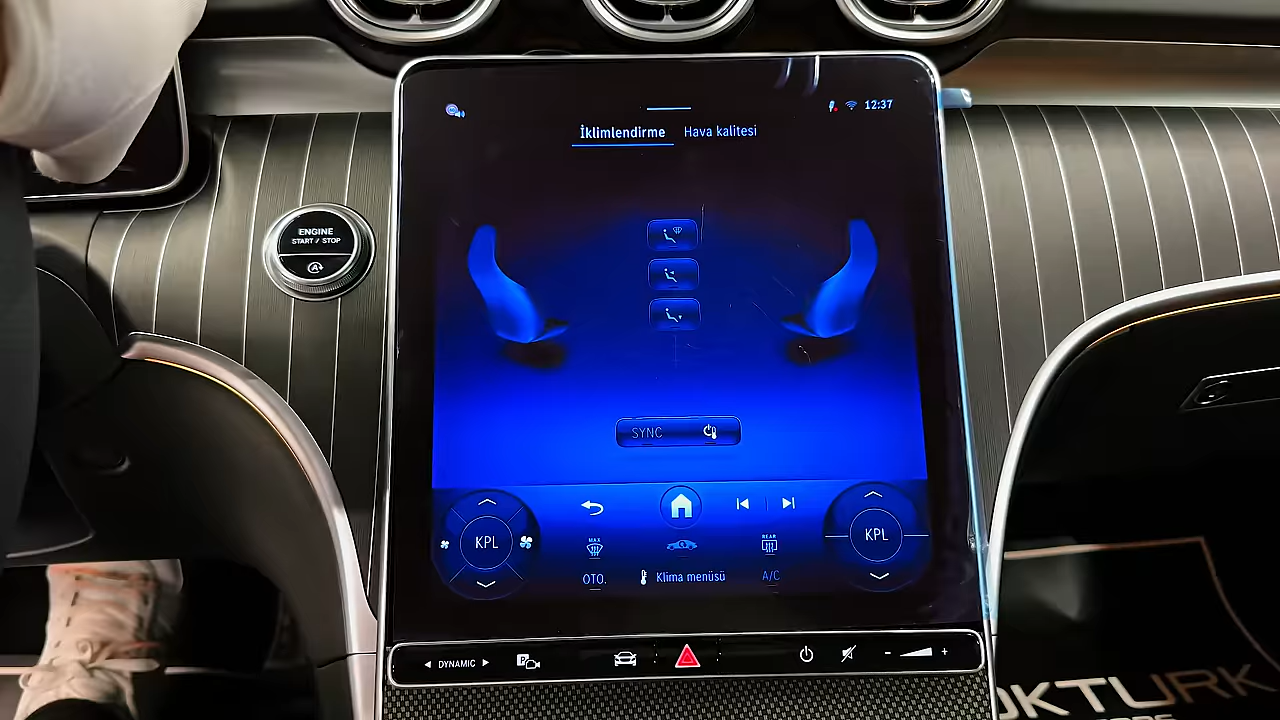 12:37
İklimlendirme Hava kalitesi
ENGINE
START / STOP
A
SYNC
KPL
KPL
MAX
REAR
OTO. Klima menüsü A/C
DYNAMIC P - +